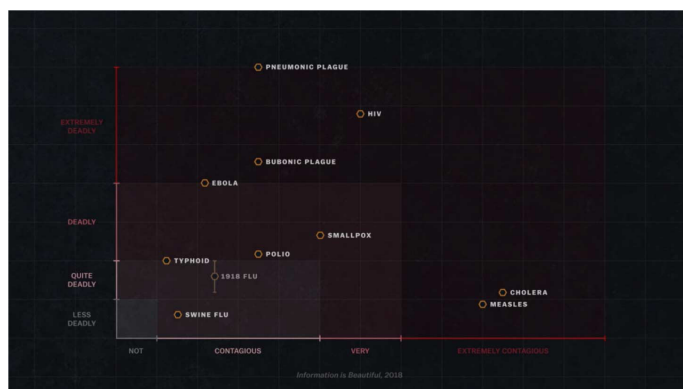 PNEUMONIC PLAGUE
HIV
EXTREMELY
DEADLY
BUBONIC PLAGUE
EBOLA
DEADLY
SMALLPOX
POLIO
TYPHOID
1918 FLU
QUITE
DEADLY
CHOLERA
MEASLES
LESS
DEADLY
SWINE FLU
NOT
CONTAGIOUS
VERY
EXTREMELY CONTAGIOUS
Information is Beautiful, 2018